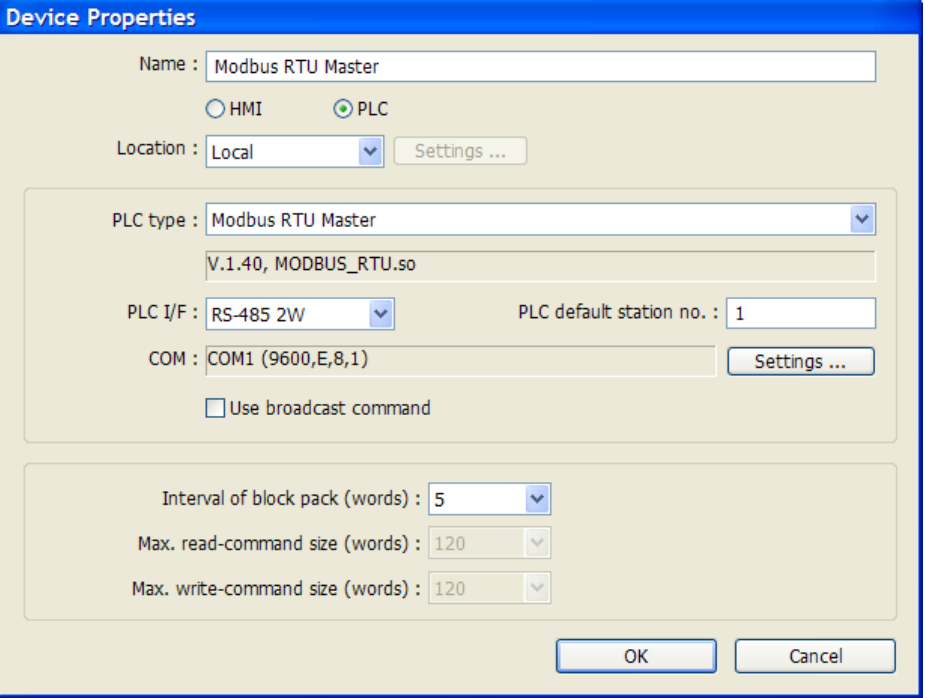 Device Properties
Name : Modbus RTU Master
HMI PLC
Location : Local Settings ...
PLC type : Modbus RTU Master
V.1.40, MODBUS_RTU.so
PLC I/F : RS-485 2W PLC default station no. : 1
COM : COM1 (9600,E,8,1) Settings ...
Use broadcast command
Interval of block pack (words) : 5
Max. read-command size (words) : 120
Max. write-command size (words) : 120
OK Cancel